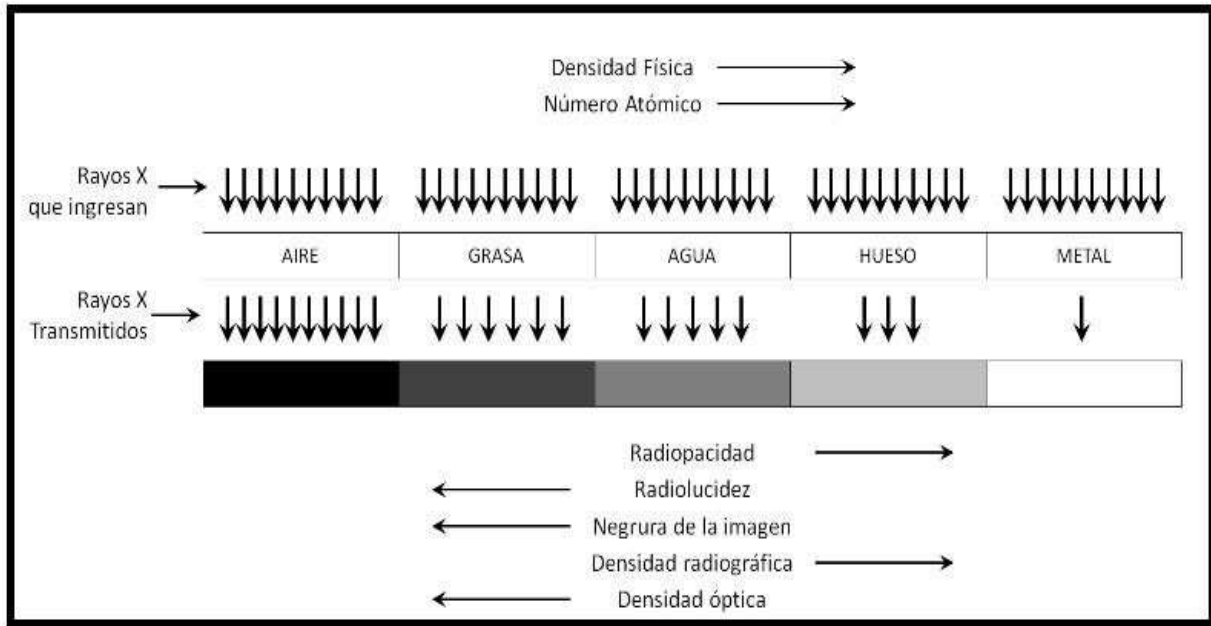 Densidad Física
Número Atómico
Rayos X
que ingresan
AIRE GRASA AGUA HUESO METAL
Rayos X
Transmitidos
Radiopacidad
Radiolucidez
Negrura de la imagen
Densidad radiográfica
Densidad óptica